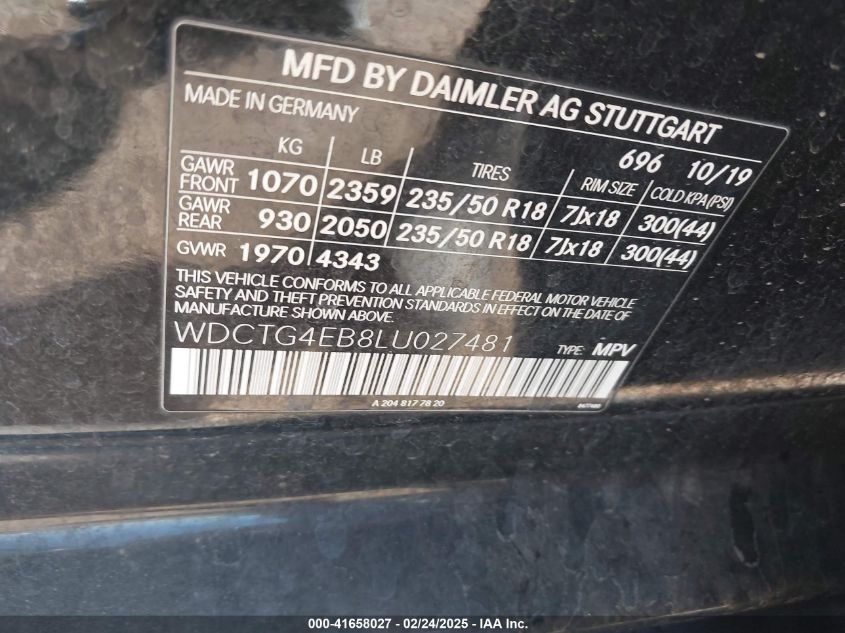 MFD BY DAIMLER AG STUTTGART
MADE IN GERMANY
696 10/19
KG LB TIRES RIM SIZE COLD KPA(PSI)
GAWR FRONT 1070 2359 235/50 R18 7Jx18 300(44)
GAWR REAR 930 2050 235/50 R18 7Jx18 300(44)
GVWR 1970 4343
THIS VEHICLE CONFORMS TO ALL APPLICABLE FEDERAL MOTOR VEHICLE
SAFETY AND THEFT PREVENTION STANDARDS IN EFFECT ON THE DATE OF
MANUFACTURE SHOWN ABOVE.
WDCTG4EB8LU027481
TYPE: MPV
A 204 817 78 20
000-41658027 - 02/24/2025 - IAA Inc.